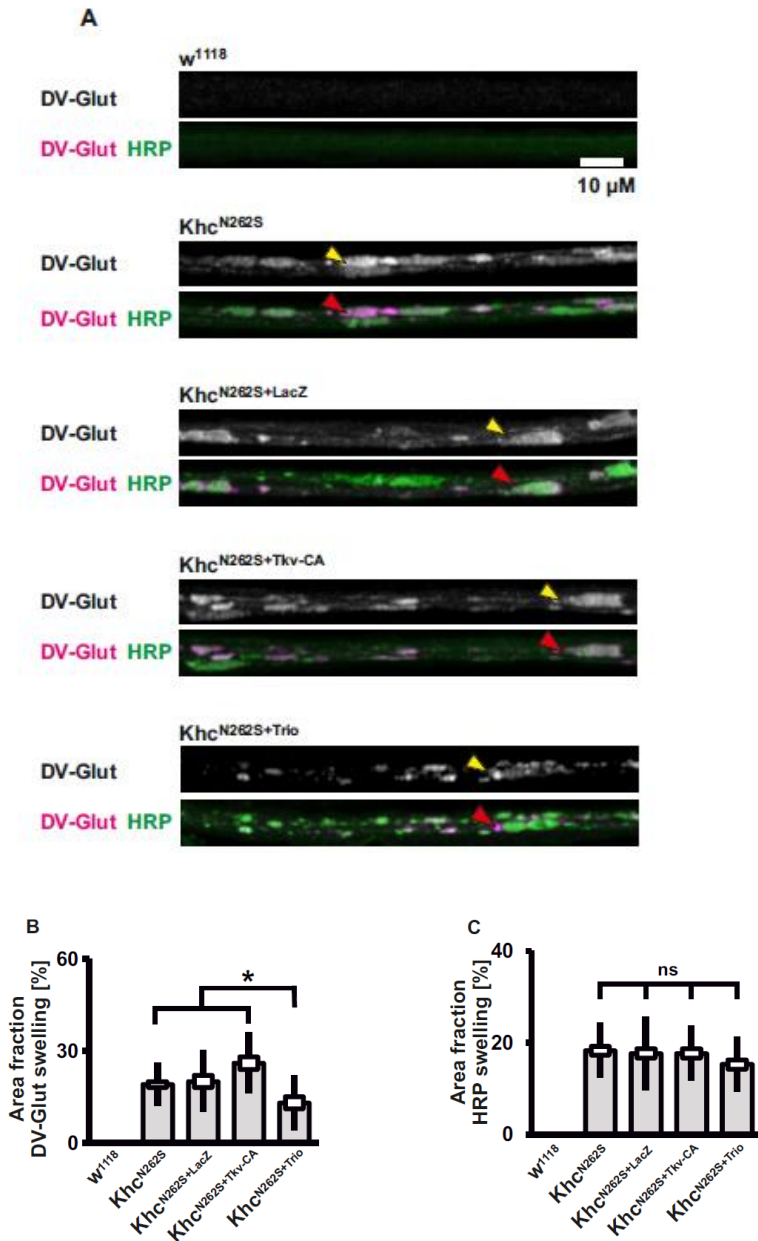 A
w1118
DV-Glut
DV-Glut HRP
10 µM
KhcN262S
DV-Glut
DV-Glut HRP
KhcN262S+LacZ
DV-Glut
DV-Glut HRP
KhcN262S+Tkv-CA
DV-Glut
DV-Glut HRP
KhcN262S+Trio
DV-Glut
DV-Glut HRP
B
Area fraction
DV-Glut swelling [%]
60
30
0
*
w1118
KhcN262S
KhcN262S+LacZ
KhcN262S+Tkv-CA
KhcN262S+Trio
C
Area fraction
HRP swelling [%]
40
20
0
ns
w1118
KhcN262S
KhcN262S+LacZ
KhcN262S+Tkv-CA
KhcN262S+Trio